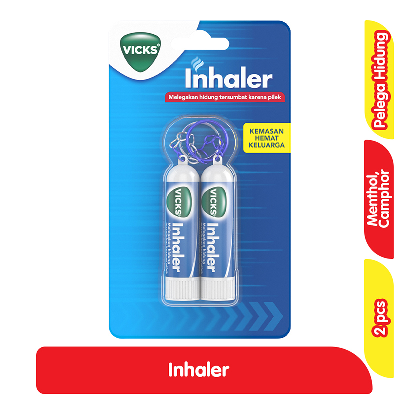 VICKS
Inhaler
Melegakan hidung tersumbat karena pilek
KEMASAN
HEMAT
KELUARGA
VICKS
Inhaler
VICKS
Inhaler
Pelega Hidung
Menthol,
Camphor
2 pcs
Inhaler